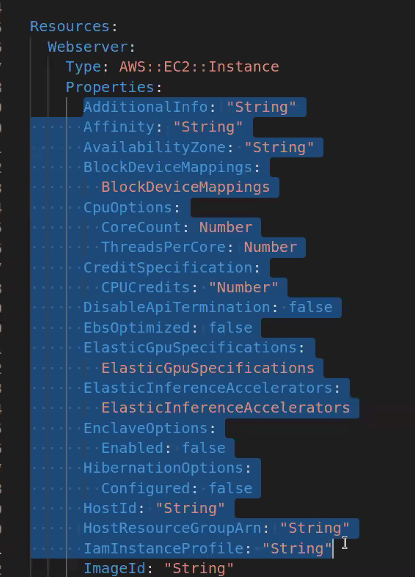 Resources:
Webserver:
Type: AWS::EC2::Instance
Properties:
AdditionalInfo: "String"
Affinity: "String"
AvailabilityZone: "String"
BlockDeviceMappings:
BlockDeviceMappings
CpuOptions:
CoreCount: Number
ThreadsPerCore: Number
CreditSpecification:
CPUCredits: "Number"
DisableApiTermination: false
EbsOptimized: false
ElasticGpuSpecifications:
ElasticGpuSpecifications
ElasticInferenceAccelerators:
ElasticInferenceAccelerators
EnclaveOptions:
Enabled: false
HibernationOptions:
Configured: false
HostId: "String"
HostResourceGroupArn: "String"
IamInstanceProfile: "String"
ImageId: "String"